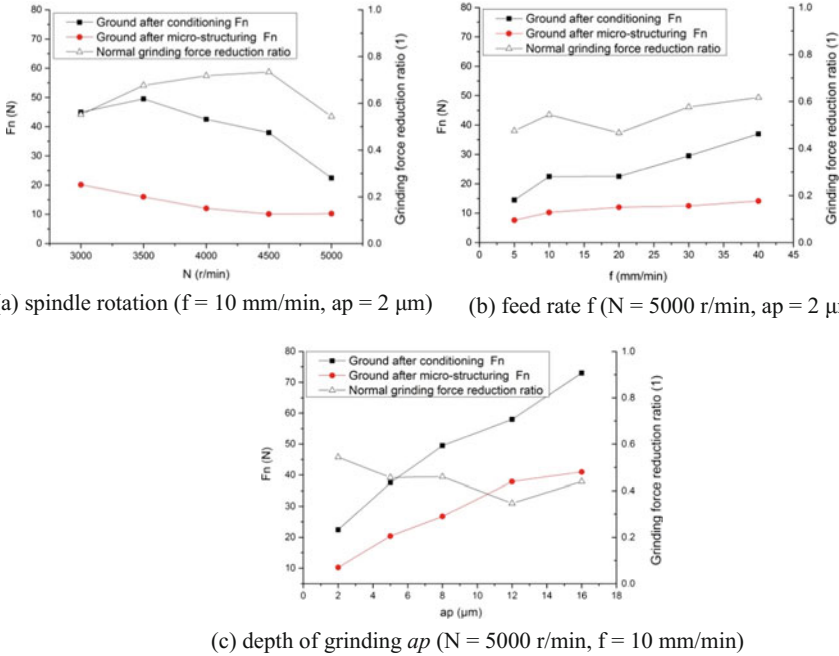 80
70
60
50
40
30
20
10
0
Fn (N)
Ground after conditioning Fn
Ground after micro-structuring Fn
Normal grinding force reduction ratio
1.0
0.8
0.6
0.4
0.2
0.0
Grinding force reduction ratio (1)
3000 3500 4000 4500 5000
N (r/min)
(a) spindle rotation (f = 10 mm/min, ap = 2 μm)
80
70
60
50
40
30
20
10
0
Fn (N)
Ground after conditioning Fn
Ground after micro-structuring Fn
Normal grinding force reduction ratio
1.0
0.8
0.6
0.4
0.2
0.0
Grinding force reduction ratio (1)
0 5 10 15 20 25 30 35 40 45
f (mm/min)
(b) feed rate f (N = 5000 r/min, ap = 2 μ
80
70
60
50
40
30
20
10
Fn (N)
Ground after conditioning Fn
Ground after micro-structuring Fn
Normal grinding force reduction ratio
1.0
0.8
0.6
0.4
0.2
0.0
Grinding force reduction ratio (1)
0 2 4 6 8 10 12 14 16 18
ap (μm)
(c) depth of grinding ap (N = 5000 r/min, f = 10 mm/min)